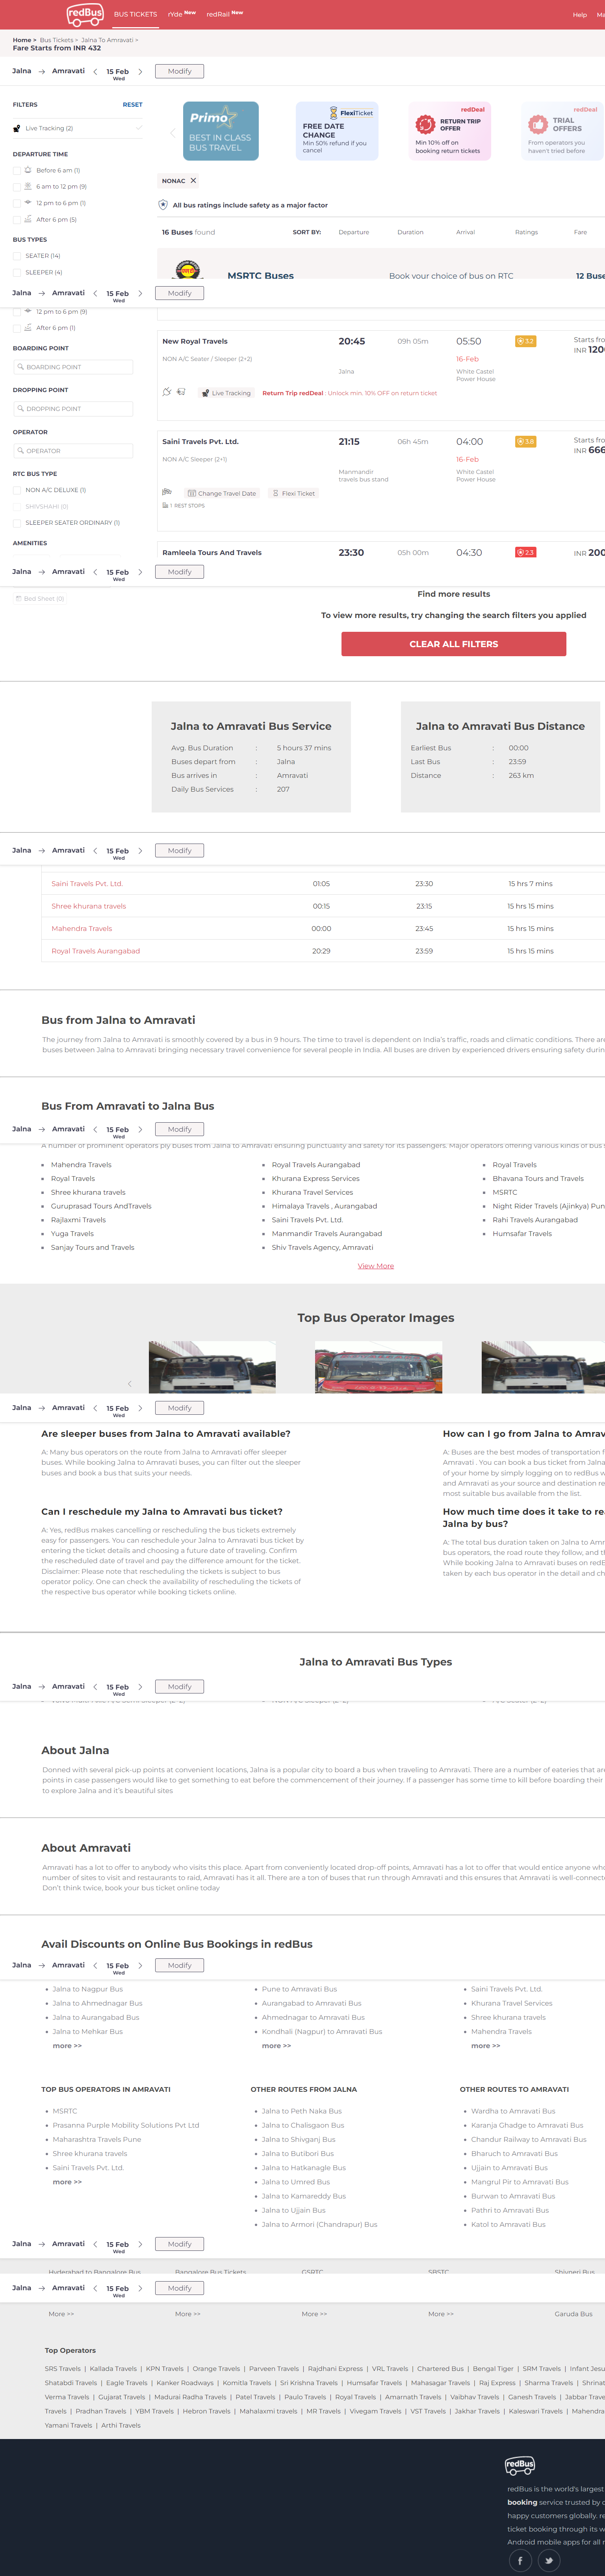 redBus
BUS TICKETS rYde New redRail New
Help
Home > Bus Tickets > Jalna To Amravati >
Fare Starts from INR 432
Jalna → Amravati 15 Feb Wed Modify
FILTERS RESET
Live Tracking (2)
DEPARTURE TIME
Before 6 am (1)
6 am to 12 pm (9)
12 pm to 6 pm (1)
After 6 pm (5)
BUS TYPES
SEATER (14)
SLEEPER (4)
Primo
BEST IN CLASS
BUS TRAVEL
FlexiTicket
FREE DATE
CHANGE
Min 50% refund if you
cancel
redDeal
RETURN TRIP
OFFER
Min 10% off on
booking return tickets
redDeal
TRIAL
OFFERS
From operators you
haven't tried before
NONAC
All bus ratings include safety as a major factor
16 Buses found SORT BY: Departure Duration Arrival Ratings Fare
MSRTC Buses Book your choice of bus on RTC 12 Buse
Jalna → Amravati 15 Feb Wed Modify
12 pm to 6 pm (9)
After 6 pm (1)
BOARDING POINT
BOARDING POINT
DROPPING POINT
DROPPING POINT
OPERATOR
OPERATOR
RTC BUS TYPE
NON A/C DELUXE (1)
SHIVSHAHI (0)
SLEEPER SEATER ORDINARY (1)
AMENITIES
New Royal Travels 20:45 09h 05m 05:50 3.2 Starts fro
NON A/C Seater / Sleeper (2+2) 16-Feb INR 120
Jalna White Castel
Power House
Live Tracking Return Trip redDeal: Unlock min. 10% OFF on return ticket
Saini Travels Pvt. Ltd. 21:15 06h 45m 04:00 3.8 Starts fro
NON A/C Sleeper (2+1) 16-Feb INR 666
Manmandir
travels bus stand
White Castel
Power House
Change Travel Date Flexi Ticket
1 REST STOPS
Ramleela Tours And Travels 23:30 05h 00m 04:30 2.3 INR 200
Jalna → Amravati 15 Feb Wed Modify
Bed Sheet (0)
Find more results
To view more results, try changing the search filters you applied
CLEAR ALL FILTERS
Jalna to Amravati Bus Service
Avg. Bus Duration : 5 hours 37 mins
Buses depart from : Jalna
Bus arrives in : Amravati
Daily Bus Services : 207
Jalna to Amravati Bus Distance
Earliest Bus : 00:00
Last Bus : 23:59
Distance : 263 km
Jalna → Amravati 15 Feb Wed Modify
Saini Travels Pvt. Ltd. 01:05 23:30 15 hrs 7 mins
Shree khurana travels 00:15 23:15 15 hrs 15 mins
Mahendra Travels 00:00 23:45 15 hrs 15 mins
Royal Travels Aurangabad 20:29 23:59 15 hrs 15 mins
Bus from Jalna to Amravati
The journey from Jalna to Amravati is smoothly covered by a bus in 9 hours. The time to travel is dependent on India's traffic, roads and climatic conditions. There are
buses between Jalna to Amravati bringing necessary travel convenience for several people in India. All buses are driven by experienced drivers ensuring safety durin
Bus From Amravati to Jalna Bus
Jalna → Amravati 15 Feb Wed Modify
A number of prominent operators ply buses from Jalna to Amravati ensuring punctuality and safety for its passengers. Major operators offering various kinds of bus
Mahendra Travels
Royal Travels
Shree khurana travels
Guruprasad Tours AndTravels
Rajlaxmi Travels
Yuga Travels
Sanjay Tours and Travels
Royal Travels Aurangabad
Khurana Express Services
Khurana Travel Services
Himalaya Travels , Aurangabad
Saini Travels Pvt. Ltd.
Manmandir Travels Aurangabad
Shiv Travels Agency, Amravati
Royal Travels
Bhavana Tours and Travels
MSRTC
Night Rider Travels (Ajinkya) Pun
Rahi Travels Aurangabad
Humsafar Travels
View More
Top Bus Operator Images
Jalna → Amravati 15 Feb Wed Modify
Are sleeper buses from Jalna to Amravati available?
A: Many bus operators on the route from Jalna to Amravati offer sleeper
buses. While booking Jalna to Amravati buses, you can filter out the sleeper
buses and book a bus that suits your needs.
How can I go from Jalna to Amrav
A: Buses are the best modes of transportation f
Amravati . You can book a bus ticket from Jalna
of your home by simply logging on to redBus w
and Amravati as your source and destination re
most suitable bus available from the list.
Can I reschedule my Jalna to Amravati bus ticket?
A: Yes, redBus makes cancelling or rescheduling the bus tickets extremely
easy for passengers. You can reschedule your Jalna to Amravati bus ticket by
entering the ticket details and choosing a future date of traveling. Confirm
the rescheduled date of travel and pay the difference amount for the ticket.
Disclaimer: Please note that rescheduling the tickets is subject to bus
operator policy. One can check the availability of rescheduling the tickets of
the respective bus operator while booking tickets online.
How much time does it take to re
Jalna by bus?
A: The total bus duration taken on Jalna to Amr
bus operators, the road route they follow, and t
While booking Jalna to Amravati buses on redB
taken by each bus operator in the detail and ch
Jalna to Amravati Bus Types
Jalna → Amravati 15 Feb Wed Modify
About Jalna
Donned with several pick-up points at convenient locations, Jalna is a popular city to board a bus when traveling to Amravati. There are a number of eateries that are
points in case passengers would like to get something to eat before the commencement of their journey. If a passenger has some time to kill before boarding their
to explore Jalna and it's beautiful sites
About Amravati
Amravati has a lot to offer to anybody who visits this place. Apart from conveniently located drop-off points, Amravati has a lot to offer that would entice anyone who
number of sites to visit and restaurants to raid, Amravati has it all. There are a ton of buses that run through Amravati and this ensures that Amravati is well-connecte
Don't think twice, book your bus ticket online today
Avail Discounts on Online Bus Bookings in redBus
Jalna → Amravati 15 Feb Wed Modify
Jalna to Nagpur Bus
Jalna to Ahmednagar Bus
Jalna to Aurangabad Bus
Jalna to Mehkar Bus
more >>
Pune to Amravati Bus
Aurangabad to Amravati Bus
Ahmednagar to Amravati Bus
Kondhali (Nagpur) to Amravati Bus
more >>
Saini Travels Pvt. Ltd.
Khurana Travel Services
Shree khurana travels
Mahendra Travels
more >>
TOP BUS OPERATORS IN AMRAVATI
MSRTC
Prasanna Purple Mobility Solutions Pvt Ltd
Maharashtra Travels Pune
Shree khurana travels
Saini Travels Pvt. Ltd.
more >>
OTHER ROUTES FROM JALNA
Jalna to Peth Naka Bus
Jalna to Chalisgaon Bus
Jalna to Shivganj Bus
Jalna to Butibori Bus
Jalna to Hatkanagle Bus
Jalna to Umred Bus
Jalna to Kamareddy Bus
Jalna to Ujjain Bus
Jalna to Armori (Chandrapur) Bus
OTHER ROUTES TO AMRAVATI
Wardha to Amravati Bus
Karanja Ghadge to Amravati Bus
Chandur Railway to Amravati Bus
Bharuch to Amravati Bus
Ujjain to Amravati Bus
Mangrul Pir to Amravati Bus
Burwan to Amravati Bus
Pathri to Amravati Bus
Katol to Amravati Bus
Jalna → Amravati 15 Feb Wed Modify
Hyderabad to Bangalore Bus Bangalore Bus Tickets GSRTC SBSTC Shivneri Bus
Jalna → Amravati 15 Feb Wed Modify
More >> More >> More >> More >> Garuda Bus
Top Operators
SRS Travels | Kallada Travels | KPN Travels | Orange Travels | Parveen Travels | Rajdhani Express | VRL Travels | Chartered Bus | Bengal Tiger | SRM Travels | Infant Jesu
Shatabdi Travels | Eagle Travels | Kanker Roadways | Komitla Travels | Sri Krishna Travels | Humsafar Travels | Mahasagar Travels | Raj Express | Sharma Travels | Shrinat
Verma Travels | Gujarat Travels | Madurai Radha Travels | Patel Travels | Paulo Travels | Royal Travels | Amarnath Travels | Vaibhav Travels | Ganesh Travels | Jabbar Trave
Travels | Pradhan Travels | YBM Travels | Hebron Travels | Mahalaxmi travels | MR Travels | Vivegam Travels | VST Travels | Jakhar Travels | Kaleswari Travels | Mahendra
Yamani Travels | Arthi Travels
redBus
redBus is the world's largest
booking service trusted by
happy customers globally. re
ticket booking through its w
Android mobile apps for all